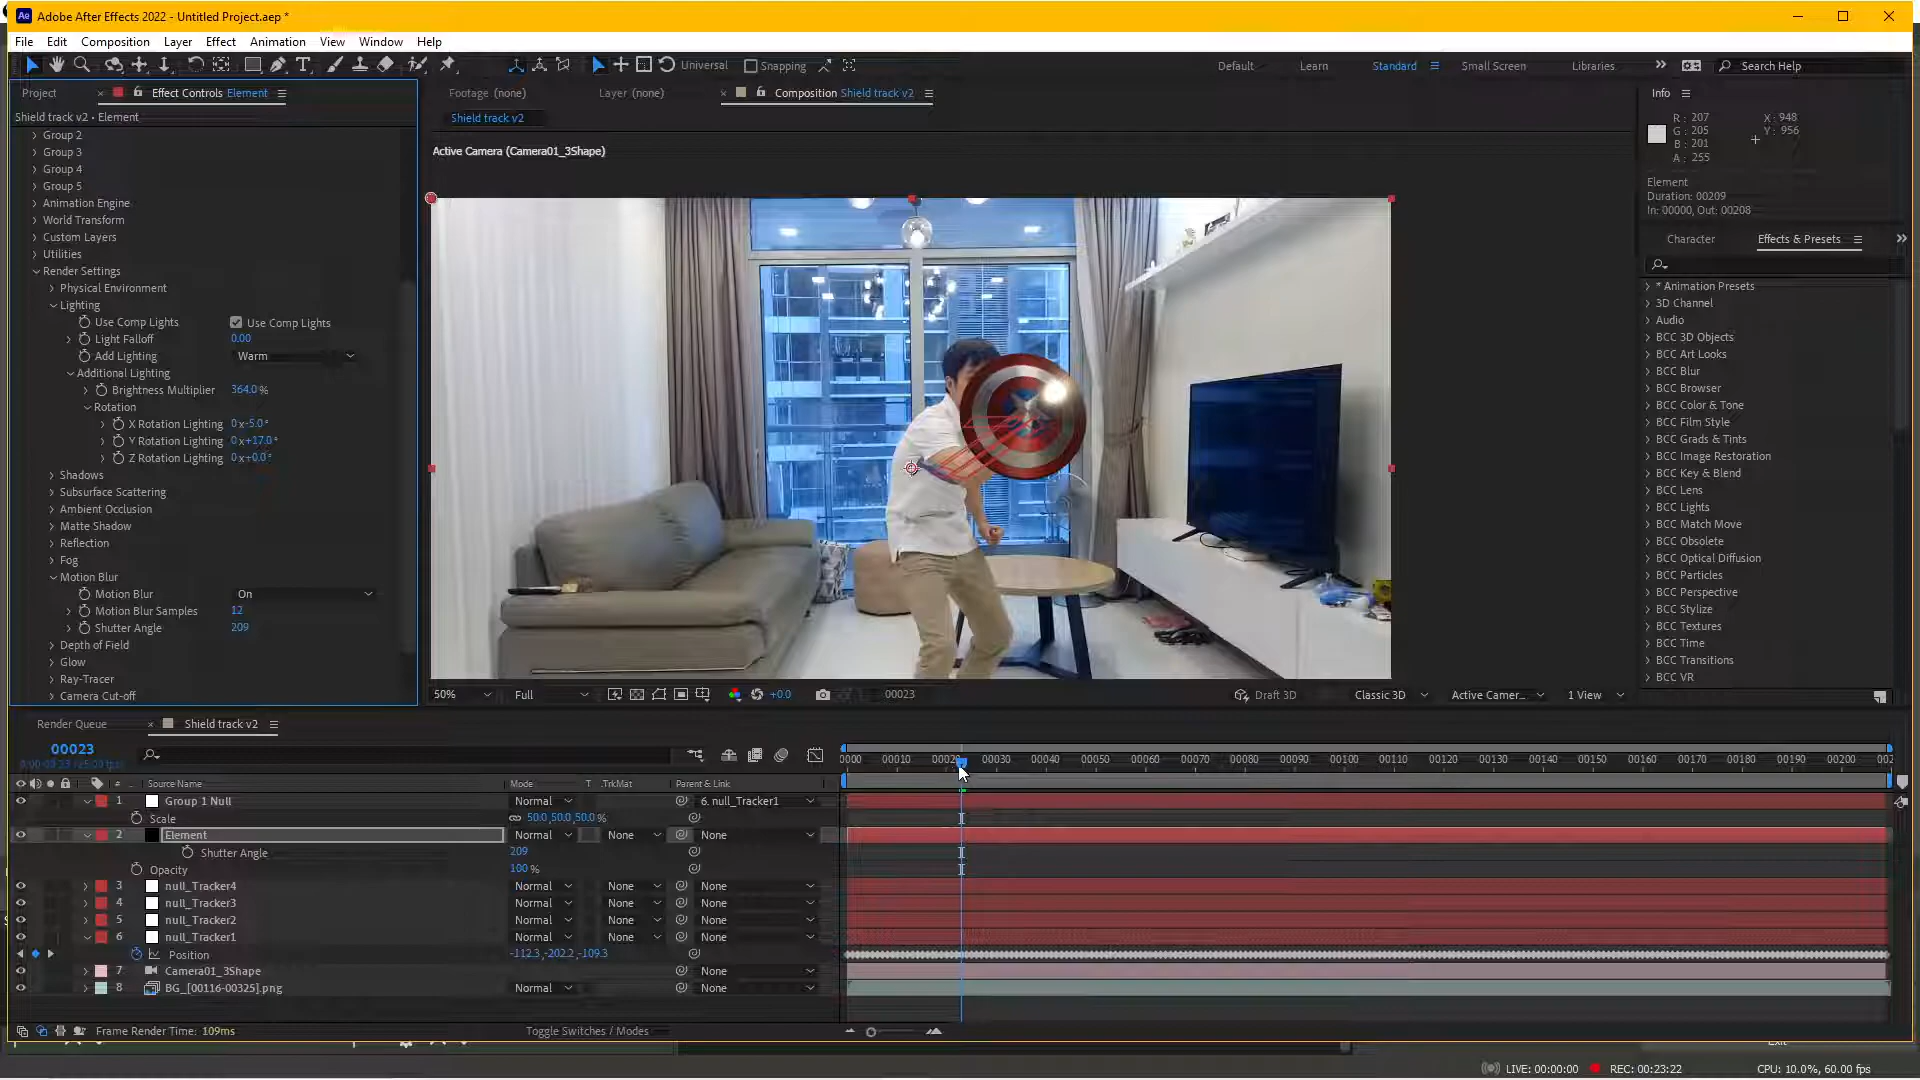 Adobe After Effects 2022 - Untitled Project.aep *
File Edit Composition Layer Effect Animation View Window Help
Universal Snapping Default Learn Standard Small Screen Libraries Search Help
Project Effect Controls Element Footage (none) Layer (none) Composition Shield track v2 Info
Shield track v2 • Element
Group 2
Group 3
Group 4
Group 5
Animation Engine
World Transform
Custom Layers
Utilities
Render Settings
Physical Environment
Lighting
Use Comp Lights Use Comp Lights
Light Falloff 0.00
Add Lighting Warm
Additional Lighting
Brightness Multiplier 364.0 %
Rotation
X Rotation Lighting 0 x-5.0°
Y Rotation Lighting 0 x+17.0°
Z Rotation Lighting 0 x+0.0°
Shadows
Subsurface Scattering
Ambient Occlusion
Matte Shadow
Reflection
Fog
Motion Blur
Motion Blur On
Motion Blur Samples 12
Shutter Angle 209
Depth of Field
Glow
Ray-Tracer
Camera Cut-off
Shield track v2
Active Camera (Camera01_3Shape)
50% Full +0.0 00023 Draft 3D Classic 3D Active Camer... 1 View
R : 207 X : 948
G : 205 Y : 956
B : 201
A : 255
Element
Duration: 00209
In: 00000, Out: 00208
Character Effects & Presets
* Animation Presets
3D Channel
Audio
BCC 3D Objects
BCC Art Looks
BCC Blur
BCC Browser
BCC Color & Tone
BCC Film Style
BCC Grads & Tints
BCC Image Restoration
BCC Key & Blend
BCC Lens
BCC Lights
BCC Match Move
BCC Obsolete
BCC Optical Diffusion
BCC Particles
BCC Perspective
BCC Stylize
BCC Textures
BCC Time
BCC Transitions
BCC VR
Render Queue Shield track v2
00023
0:00:00:23 (25.00 fps)
0000 00010 00020 00030 00040 00050 00060 00070 00080 00090 00100 00110 00120 00130 00140 00150 00160 00170 00180 00190 00200 002
# Source Name Mode T .TrkMat Parent & Link
1 Group 1 Null Normal 6. null_Tracker1
Scale 50.0,50.0,50.0 %
2 Element Normal None None
Shutter Angle 209
Opacity 100 %
3 null_Tracker4 Normal None None
4 null_Tracker3 Normal None None
5 null_Tracker2 Normal None None
6 null_Tracker1 Normal None None
Position -112.3,-202.2,-109.3
7 Camera01_3Shape None
8 BG_[00116-00325].png Normal None
Frame Render Time: 109ms Toggle Switches / Modes
LIVE: 00:00:00 REC: 00:23:22 CPU: 10.0%, 60.00 fps